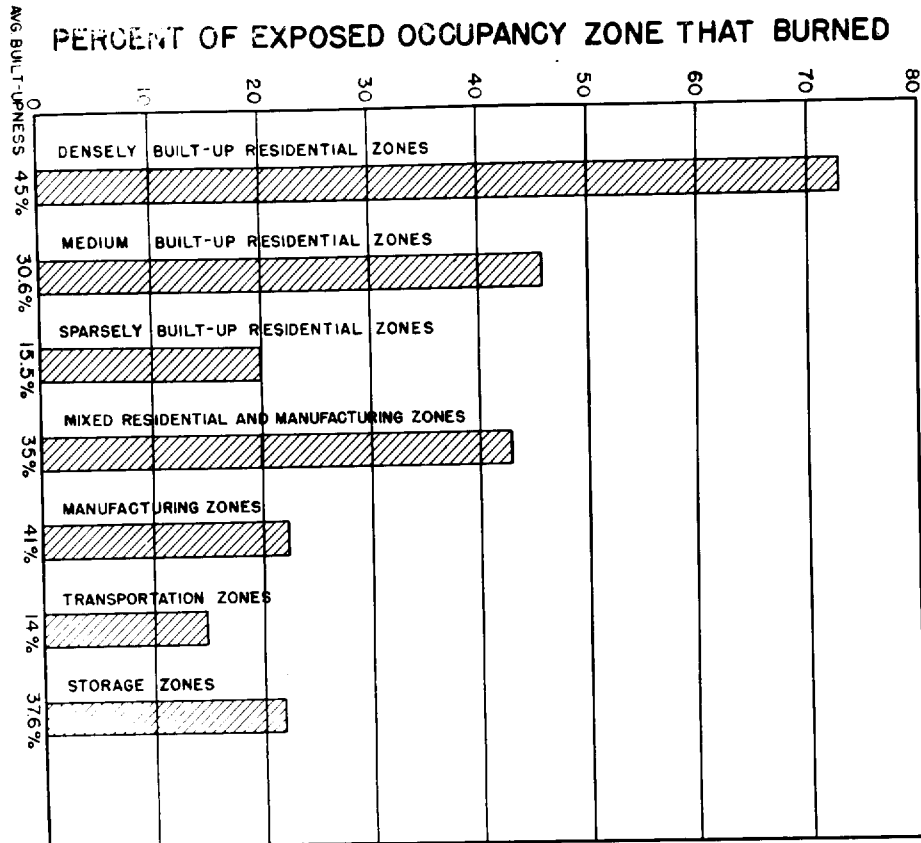 PERCENT OF EXPOSED OCCUPANCY ZONE THAT BURNED
AVG. BUILT-UPNESS
0 10 20 30 40 50 60 70 80
DENSELY BUILT-UP RESIDENTIAL ZONES
45%
MEDIUM BUILT-UP RESIDENTIAL ZONES
30.6%
SPARSELY BUILT-UP RESIDENTIAL ZONES
15.5%
MIXED RESIDENTIAL AND MANUFACTURING ZONES
35%
MANUFACTURING ZONES
41%
TRANSPORTATION ZONES
14%
STORAGE ZONES
37.6%